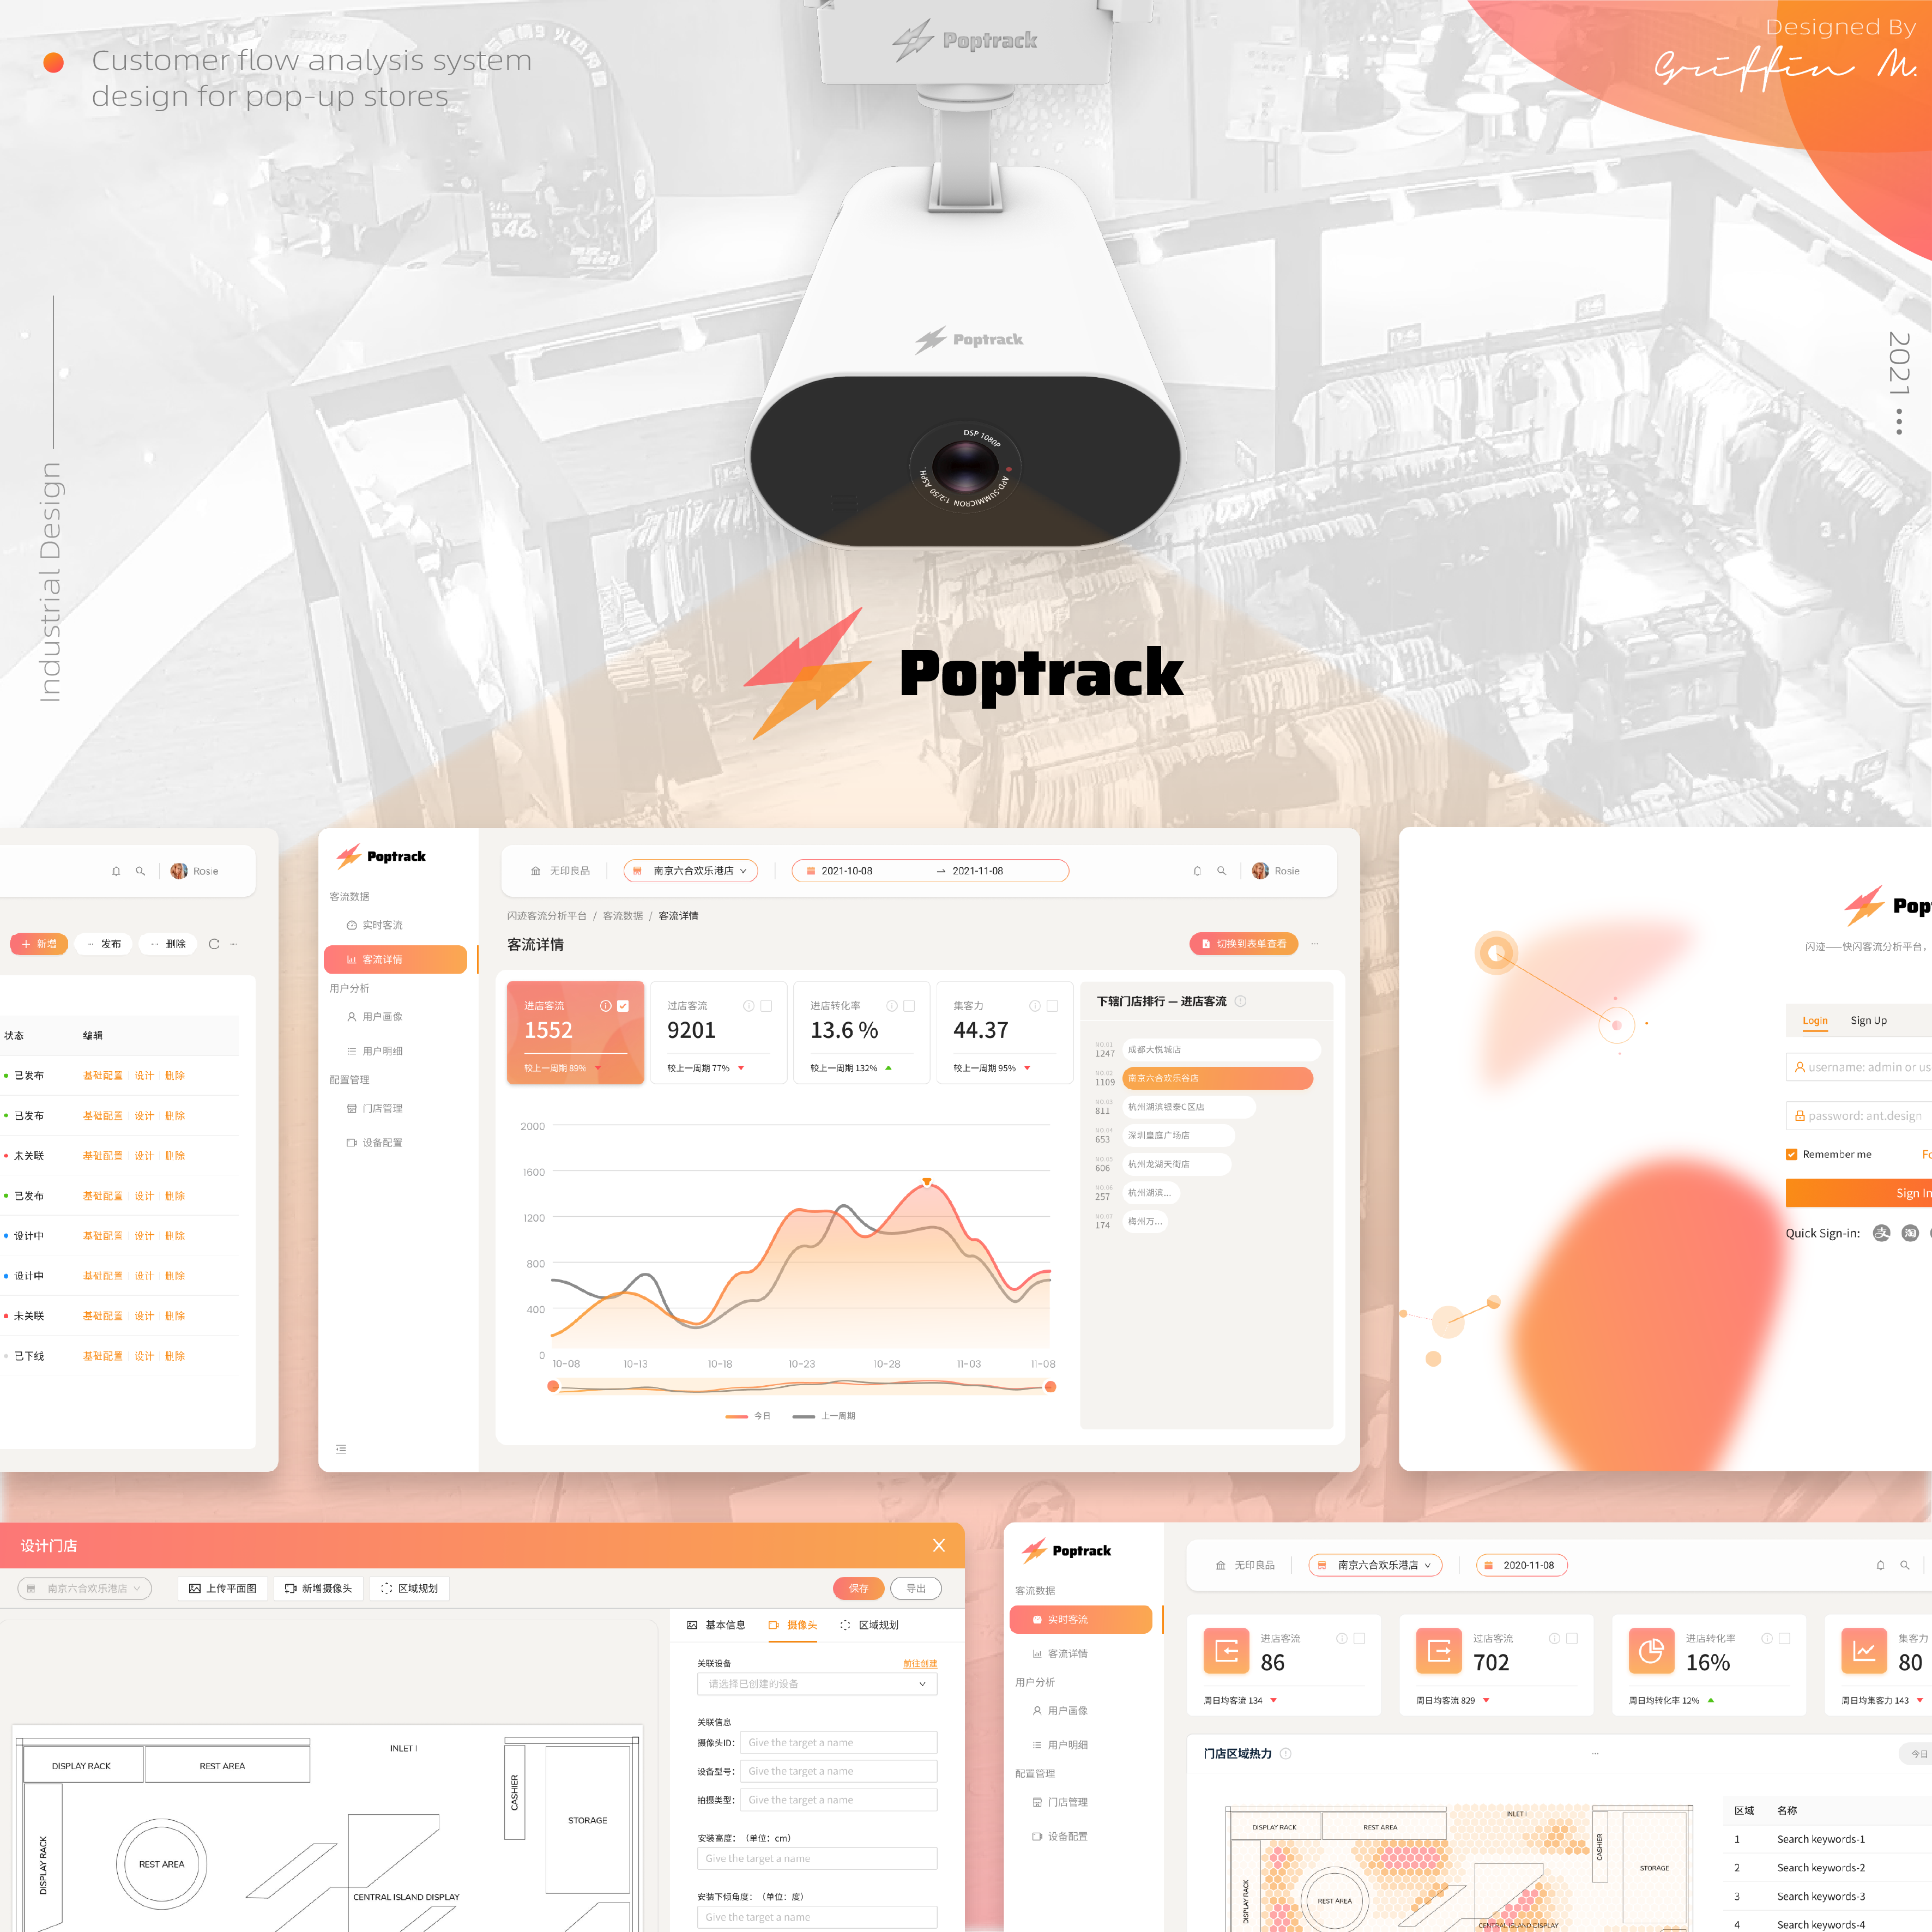 Poptrack
Customer flow analysis system
design for pop-up stores
Designed By
Griffin M.
2021
Industrial Design
Poptrack
DSP 1080P
APD-SUMMICRON 1:2/50 ASPH.
Poptrack
Rosie
新增
发布
删除
状态 编辑
已发布 基础配置 设计 删除
已发布 基础配置 设计 删除
未关联 基础配置 设计 删除
已发布 基础配置 设计 删除
设计中 基础配置 设计 删除
设计中 基础配置 设计 删除
未关联 基础配置 设计 删除
已下线 基础配置 设计 删除
Poptrack
客流数据
实时客流
客流详情
用户分析
用户画像
用户明细
配置管理
门店管理
设备配置
无印良品
南京六合欢乐港店
2021-10-08 → 2021-11-08
Rosie
闪迹客流分析平台 / 客流数据 / 客流详情
客流详情
切换到表单查看
进店客流
1552
较上一周期 89%
过店客流
9201
较上一周期 77%
进店转化率
13.6 %
较上一周期 132%
集客力
44.37
较上一周期 95%
2000
1600
1200
800
400
0
10-08 10-13 10-18 10-23 10-28 11-03 11-08
今日 上一周期
下辖门店排行 — 进店客流
NO.01
1247 成都大悦城店
NO.02
1109 南京六合欢乐谷店
NO.03
811 杭州湖滨银泰C区店
NO.04
653 深圳皇庭广场店
NO.05
606 杭州龙湖天街店
NO.06
257 杭州湖滨...
NO.07
174 梅州万...
Pop
闪迹——快闪客流分析平台，
Login Sign Up
username: admin or us
password: ant.design
Remember me Fo
Sign In
Quick Sign-in: 支 淘
设计门店
X
南京六合欢乐港店
上传平面图
新增摄像头
区域规划
保存
导出
基本信息 摄像头 区域规划
关联设备 前往创建
请选择已创建的设备
关联信息
摄像头ID: Give the target a name
设备型号: Give the target a name
拍摄类型: Give the target a name
安装高度：（单位：cm）
Give the target a name
安装下倾角度：（单位：度）
Give the target a name
DISPLAY RACK
REST AREA
INLET I
CASHIER
STORAGE
DISPLAY RACK
REST AREA
CENTRAL ISLAND DISPLAY
Poptrack
客流数据
实时客流
客流详情
用户分析
用户画像
用户明细
配置管理
门店管理
设备配置
无印良品
南京六合欢乐港店
2020-11-08
进店客流
86
周日均客流 134
过店客流
702
周日均客流 829
进店转化率
16%
周日均转化率 12%
集客力
80
周日均集客力 143
门店区域热力
今日
DISPLAY RACK
REST AREA
INLET I
CASHIER
STORAGE
DISPLAY RACK
REST AREA
CENTRAL ISLAND DISPLAY
区域 名称
1 Search keywords-1
2 Search keywords-2
3 Search keywords-3
4 Search keywords-4